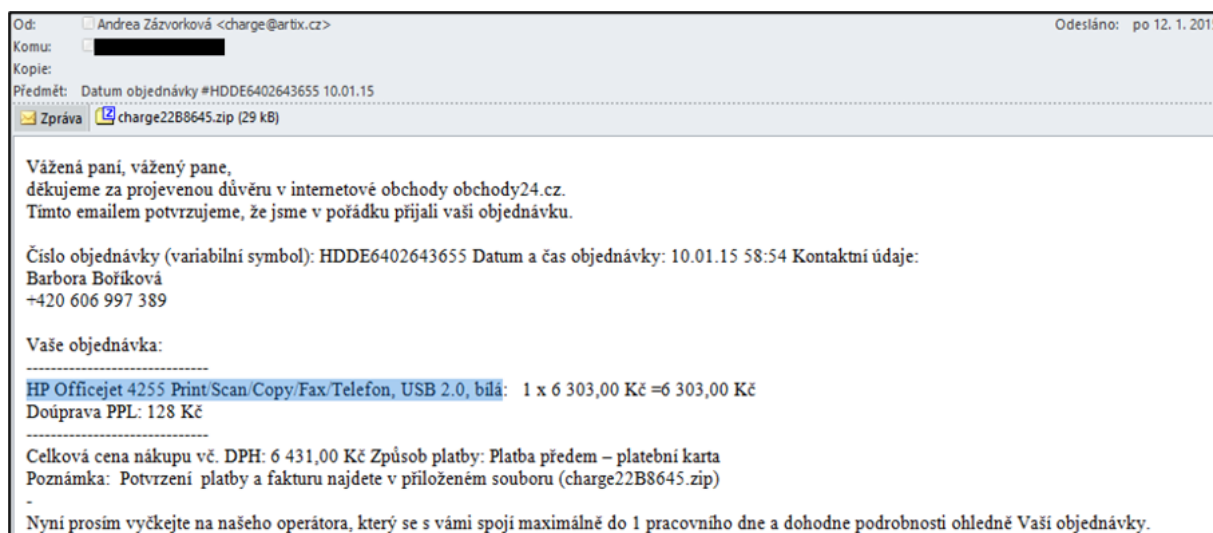 Od: Andrea Zázvorková <charge@artix.cz> Odesláno: po 12. 1. 201
Komu:
Kopie:
Předmět: Datum objednávky #HDDE6402643655 10.01.15
Zpráva charge22B8645.zip (29 kB)
Vážená paní, vážený pane,
děkujeme za projevenou důvěru v internetové obchody obchody24.cz.
Tímto emailem potvrzujeme, že jsme v pořádku přijali vaši objednávku.
Číslo objednávky (variabilní symbol): HDDE6402643655 Datum a čas objednávky: 10.01.15 58:54 Kontaktní údaje:
Barbora Boříková
+420 606 997 389
Vaše objednávka:
------------------------------
HP Officejet 4255 Print/Scan/Copy/Fax/Telefon, USB 2.0, bílá: 1 x 6 303,00 Kč =6 303,00 Kč
Doúprava PPL: 128 Kč
------------------------------
Celková cena nákupu vč. DPH: 6 431,00 Kč Způsob platby: Platba předem – platební karta
Poznámka: Potvrzení platby a fakturu najdete v přiloženém souboru (charge22B8645.zip)
-
Nyní prosím vyčkejte na našeho operátora, který se s vámi spojí maximálně do 1 pracovního dne a dohodne podrobnosti ohledně Vaší objednávky.